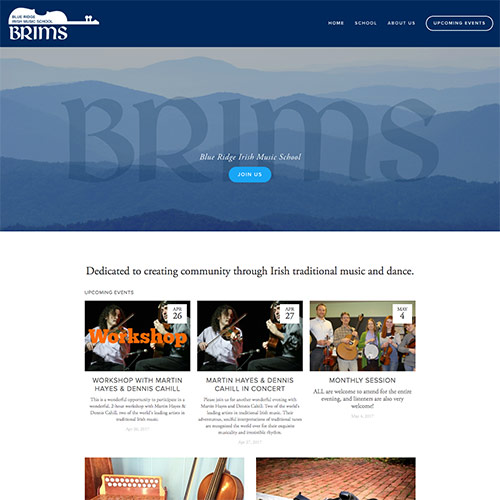 BLUE RIDGE
IRISH MUSIC SCHOOL
BRIMS
HOME SCHOOL ABOUT US UPCOMING EVENTS
BRIMS
Blue Ridge Irish Music School
JOIN US
Dedicated to creating community through Irish traditional music and dance.
UPCOMING EVENTS
APR
26
Workshop
APR
27
MAY
4
WORKSHOP WITH MARTIN
HAYES & DENNIS CAHILL
This is a wonderful opportunity to participate in a
wonderful, 2-hour workshop with Martin Hayes &
Dennis Cahill, two of the world's leading artists in
traditional Irish music.
Apr 26, 2017
MARTIN HAYES & DENNIS
CAHILL IN CONCERT
Please join us for another wonderful evening with
Martin Hayes & Dennis Cahill. Two of the world's
leading artists in traditional Irish music. Their
adventurous, soulful interpretations of traditional tunes
are recognized the world over for their exquisite
musicality and irresistible rhythm.
Apr 27, 2017
MONTHLY SESSION
ALL are welcome to attend for the entire
evening, and listeners are also very
welcome!
May 4, 2017